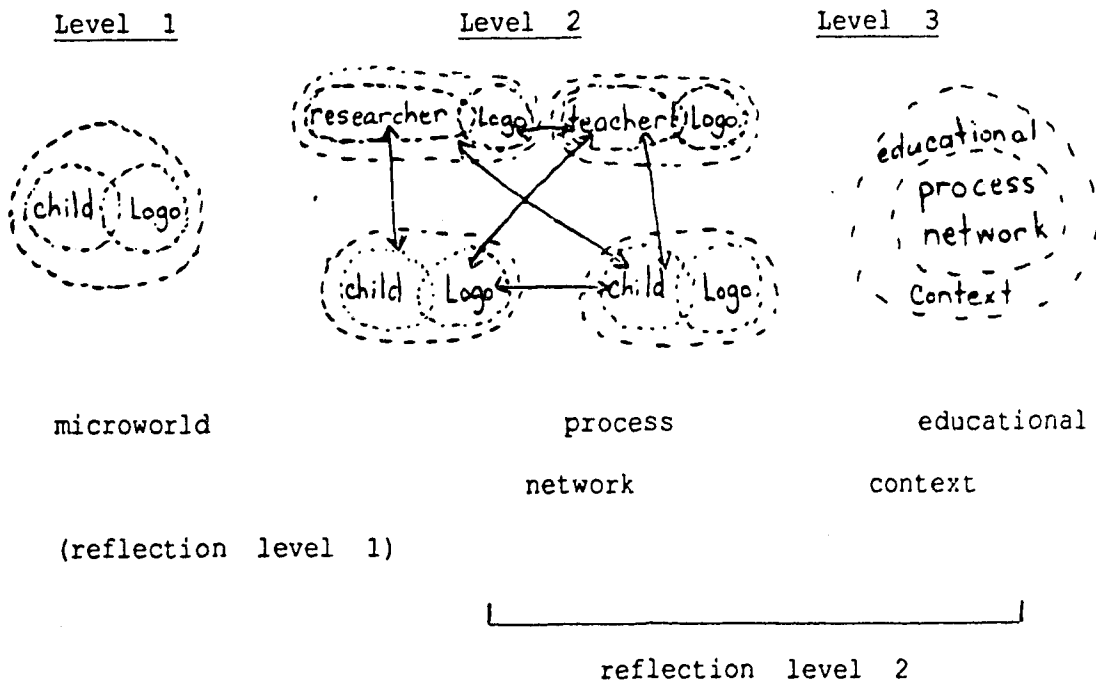 Level 1 Level 2 Level 3
researcher Logo teacher Logo
educational
process
child Logo
network
child Logo child Logo
context
microworld process educational
network context
(reflection level 1)
reflection level 2